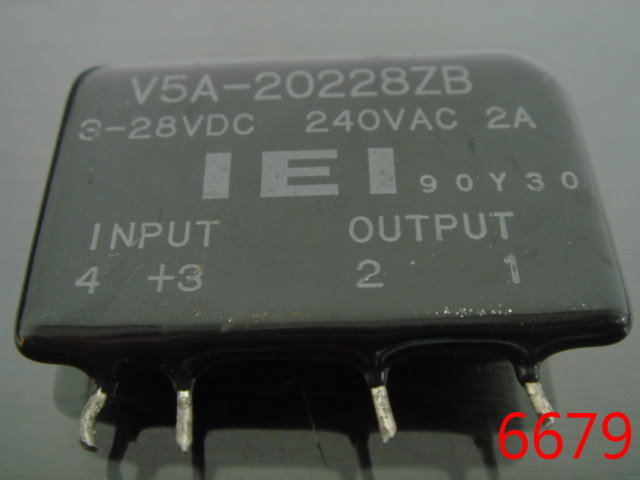 V5A-20228ZB
3-28VDC 240VAC 2A
IEI 90Y30
INPUT OUTPUT
4 +3 2 1
6679